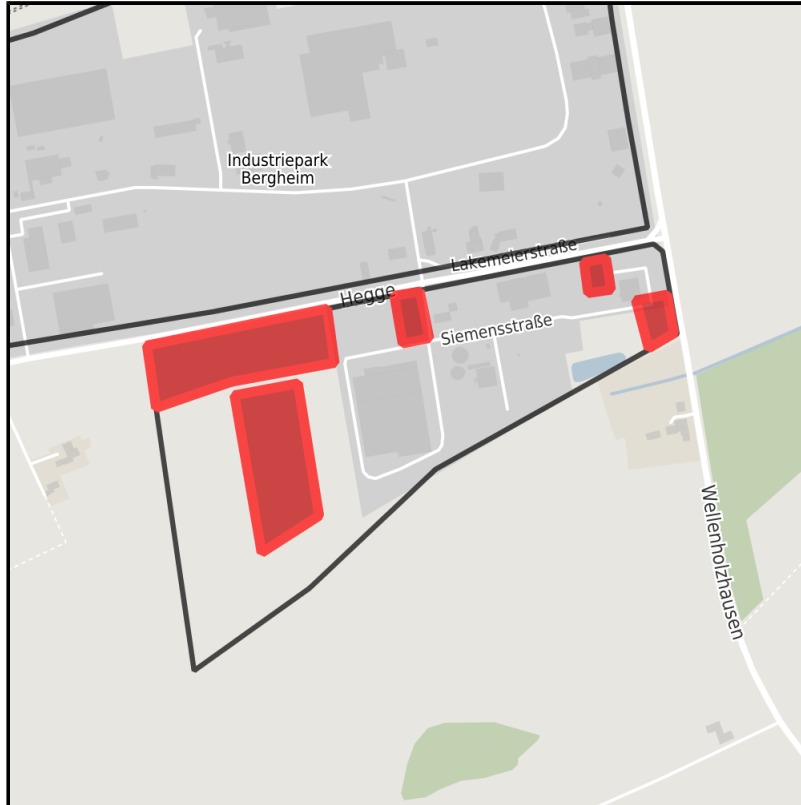 Industriepark
Bergheim
Lakemeierstraße
Hegge
Siemensstraße
Wellenholzhausen